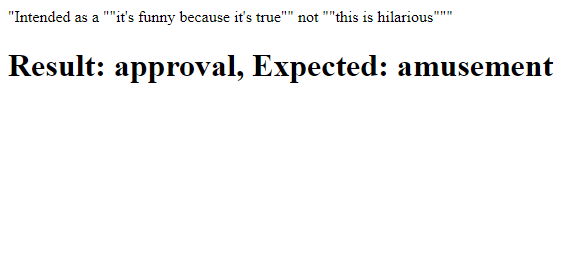 "Intended as a ""it's funny because it's true"" not ""this is hilarious"""
Result: approval, Expected: amusement